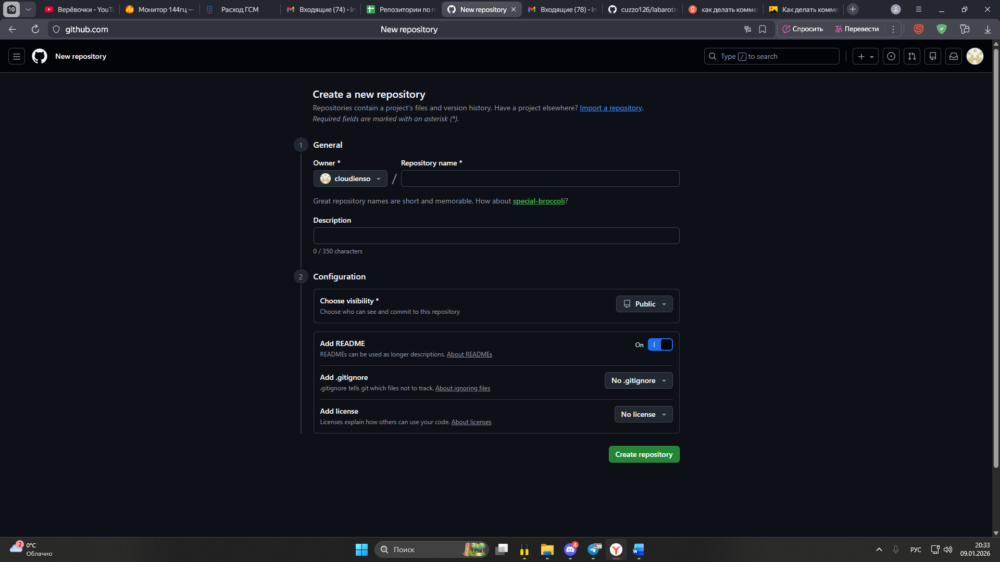 10
Верёвочки - YouTu
Монитор 144гц —
Расход ГСМ
Входящие (74) - in
Репозитории по п
New repository
Входящие (78) - in
cuzzo126/labarotr
как делать комме
Как делать комме
github.com
New repository
Спросить
Перевести
New repository
Type / to search
Create a new repository
Repositories contain a project's files and version history. Have a project elsewhere? Import a repository.
Required fields are marked with an asterisk (*).
1
General
Owner *
Repository name *
cloudienso
/
Great repository names are short and memorable. How about special-broccoli?
Description
0 / 350 characters
2
Configuration
Choose visibility *
Choose who can see and commit to this repository
Public
Add README
READMEs can be used as longer descriptions. About READMEs
On
Add .gitignore
.gitignore tells git which files not to track. About ignoring files
No .gitignore
Add license
Licenses explain how others can use your code. About licenses
No license
Create repository
2
0°C
Облачно
Поиск
4
35
РУС
20:33
09.01.2026